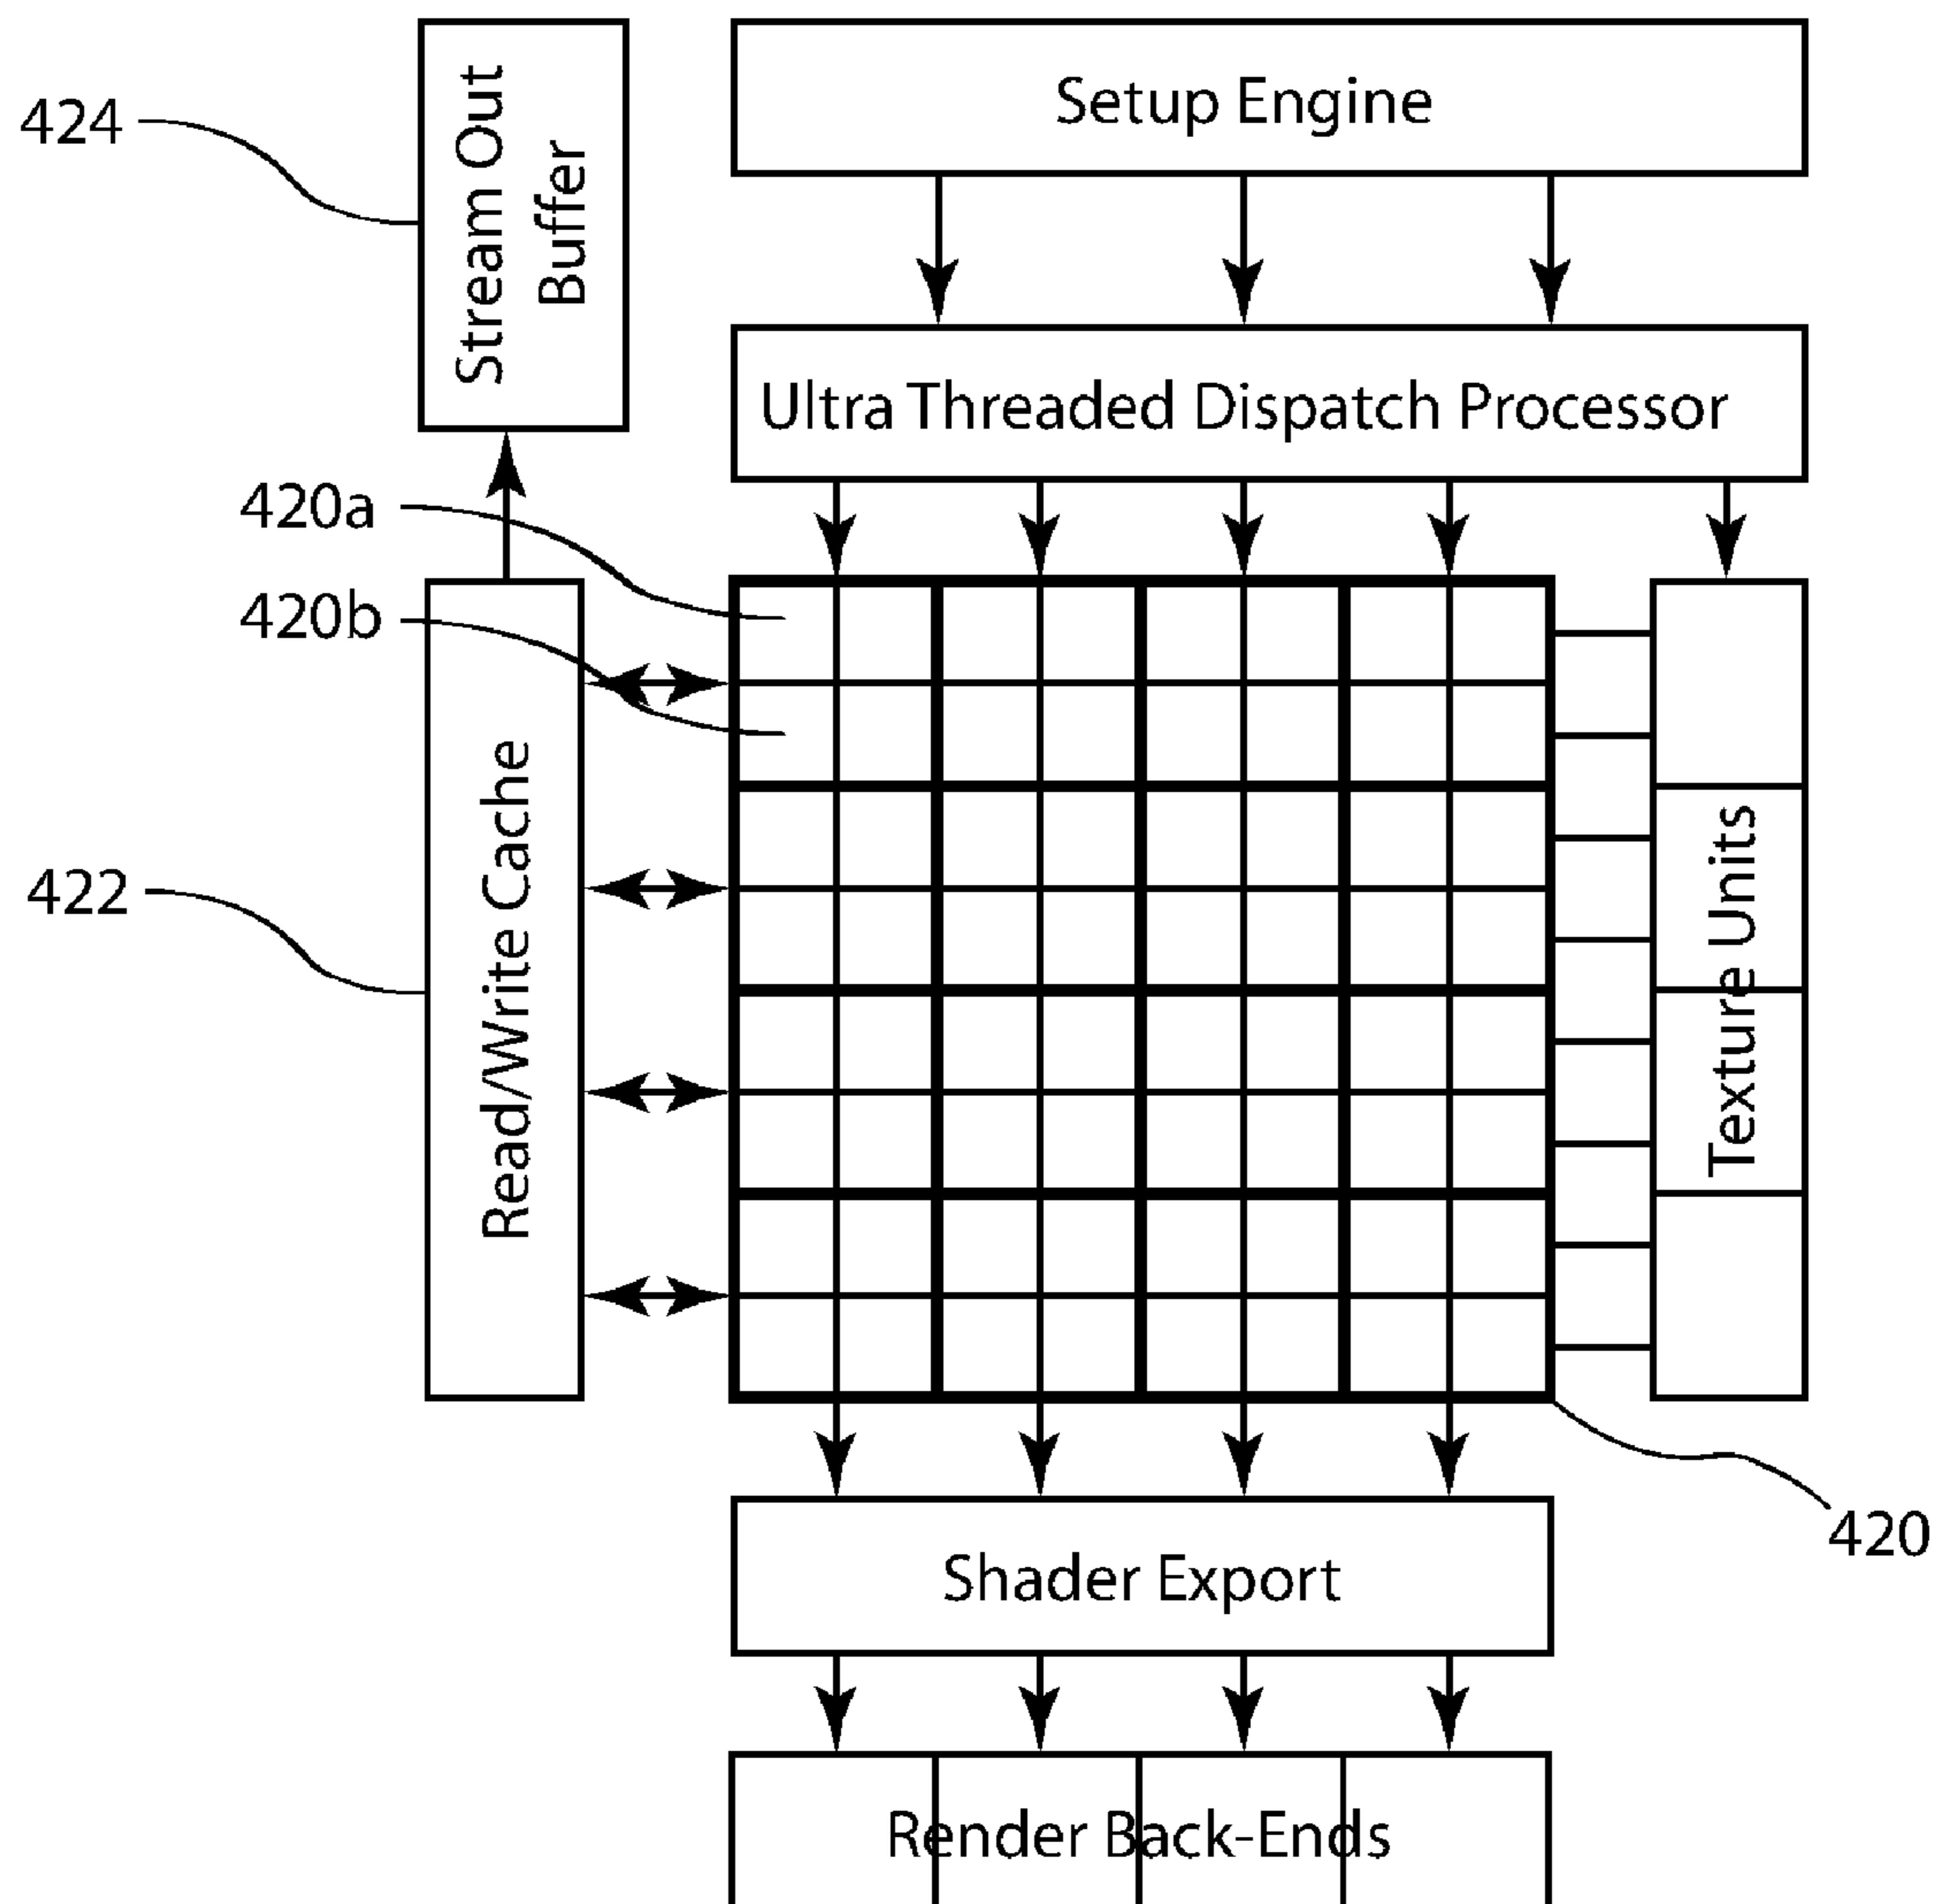 Setup Engine
424
Stream Out
Buffer
Ultra Threaded Dispatch Processor
420a
420b
422
Read/Write Cache
Texture Units
420
Shader Export
Render Back-Ends